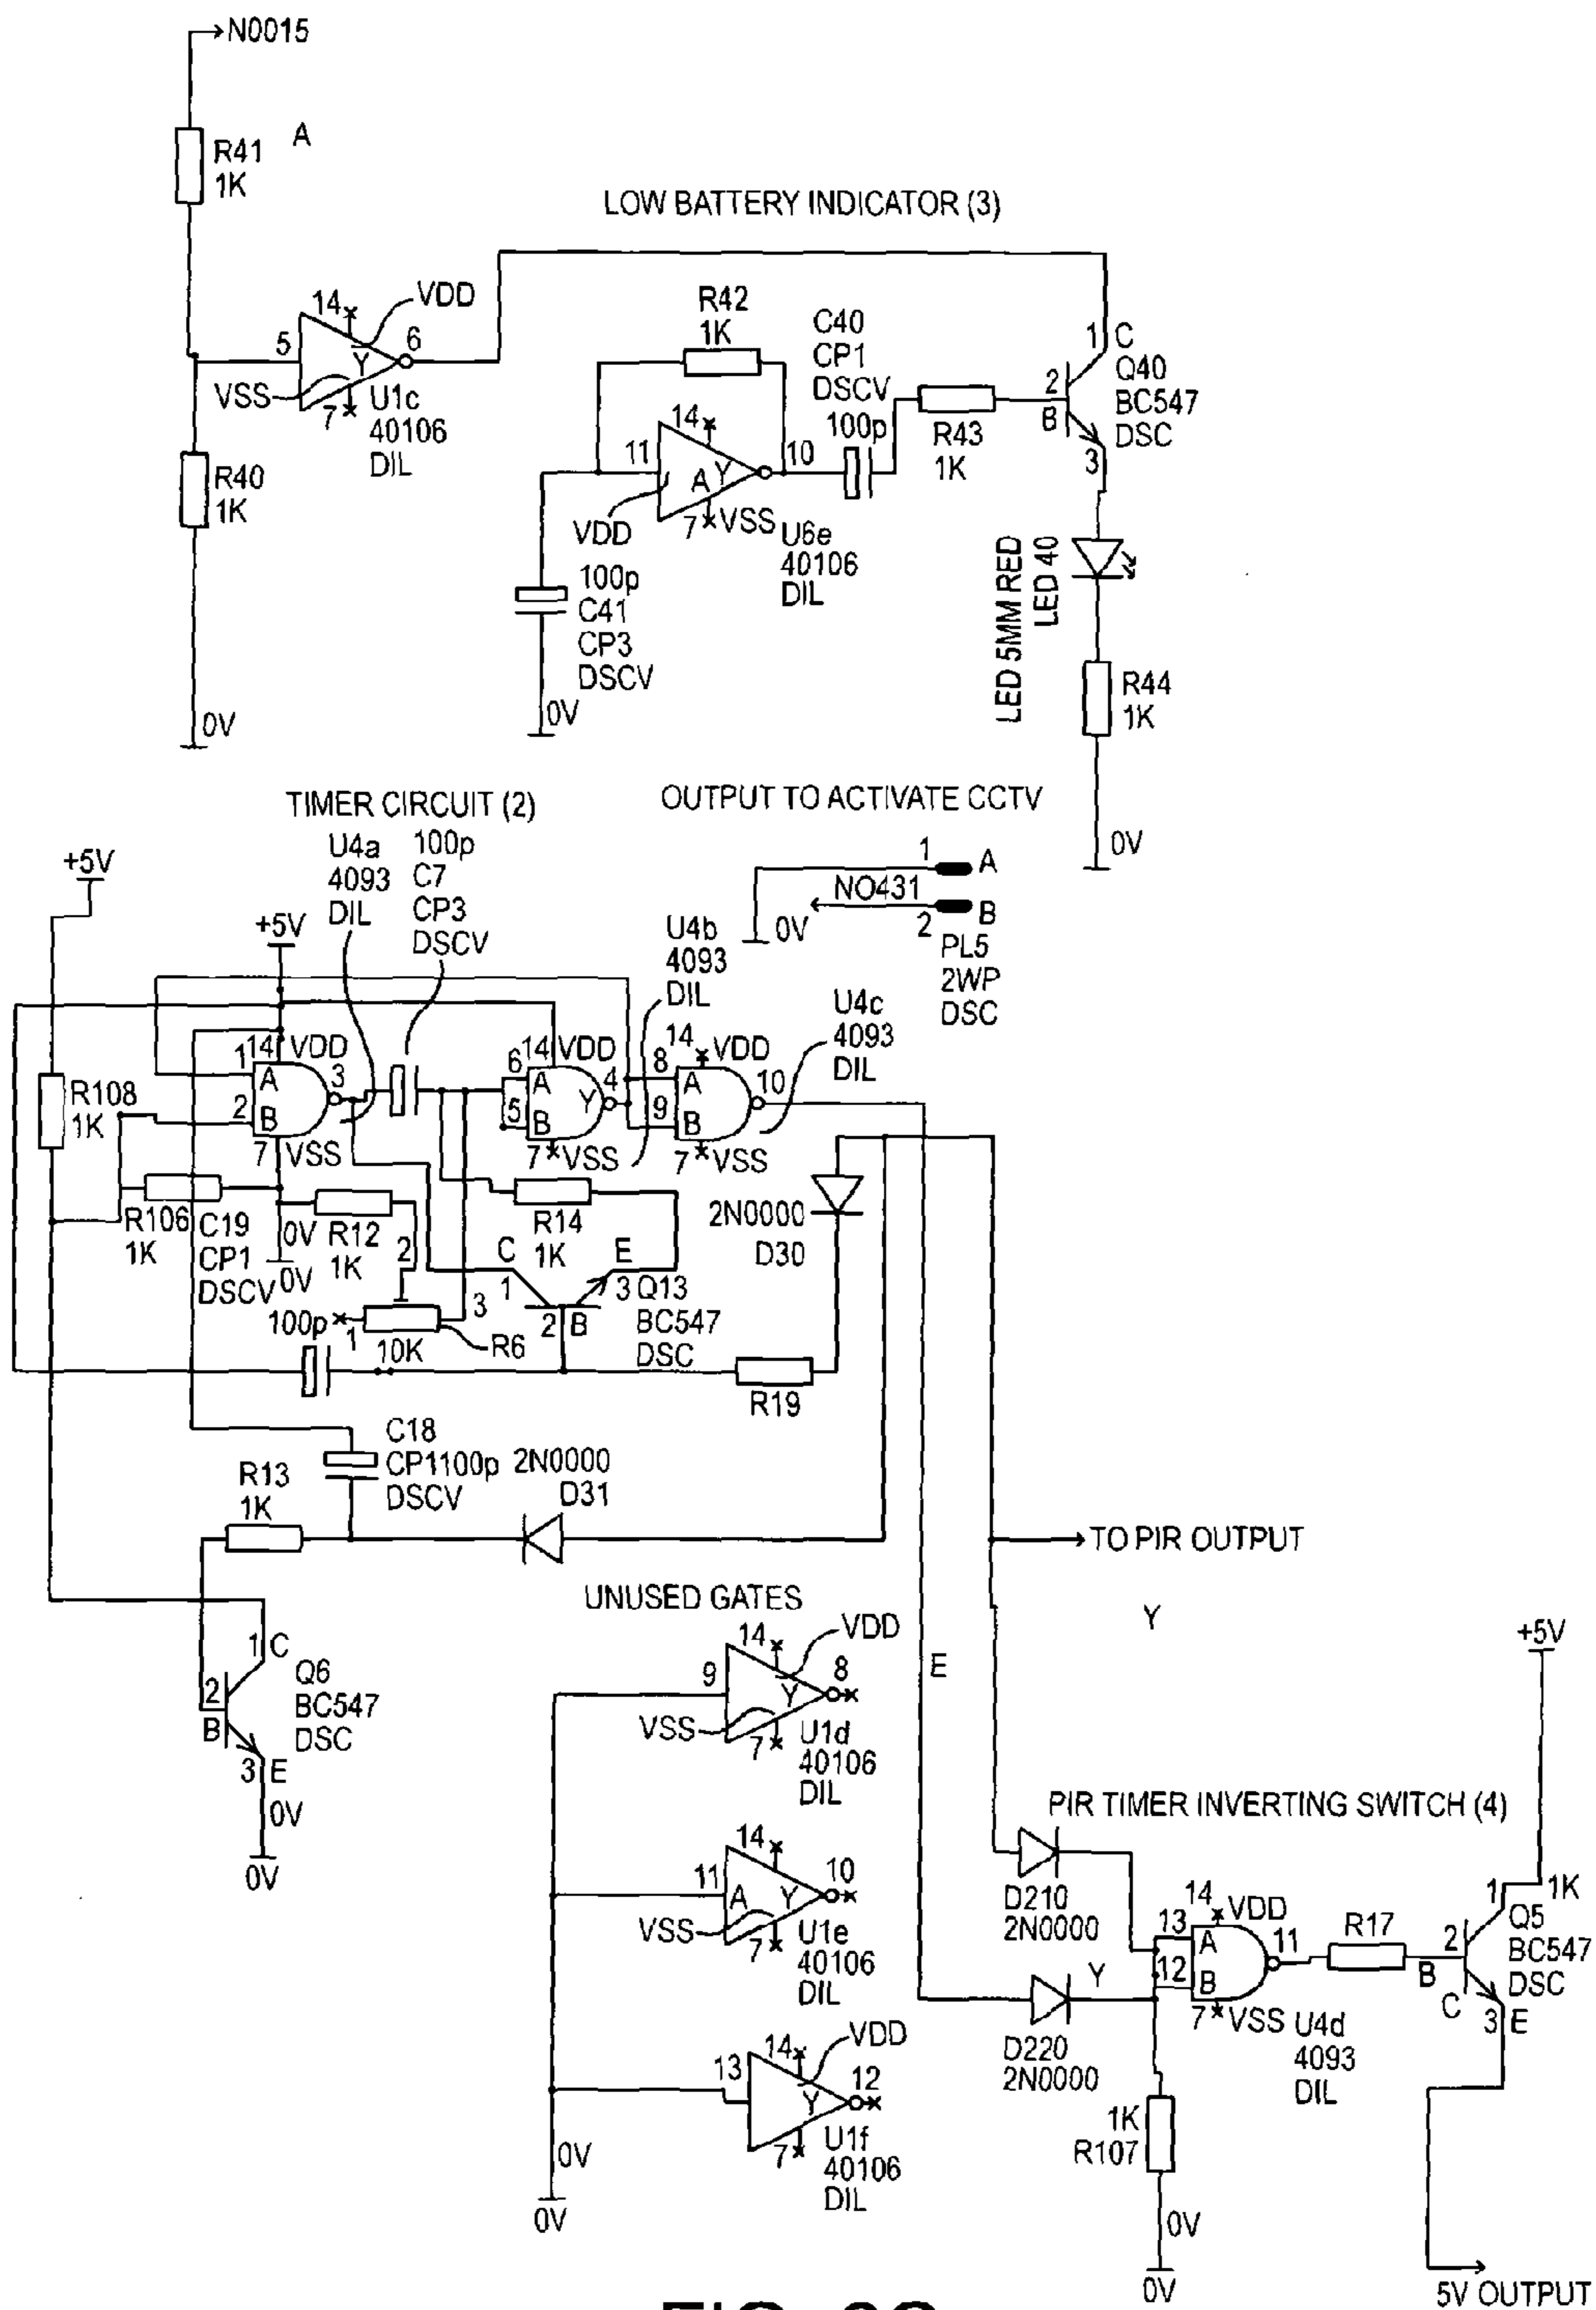 N0015
R41
1K
A
LOW BATTERY INDICATOR (3)
14
VDD
5
6
Y
VSS
7
U1c
40106
DIL
R40
1K
0V
R42
1K
14
11
10
A
Y
VDD
7
VSS
U6e
40106
DIL
100p
C41
CP3
DSCV
0V
C40
CP1
DSCV
100p
R43
1K
1
C
Q40
2
BC547
B
DSC
3
LED 5MM RED
LED 40
R44
1K
0V
TIMER CIRCUIT (2)
OUTPUT TO ACTIVATE CCTV
+5V
+5V
U4a
4093
DIL
100p
C7
CP3
DSCV
1
A
NO431
0V
2
B
PL5
2WP
DSC
U4b
4093
DIL
U4c
4093
DIL
R108
1K
1
14
VDD
A
3
2
B
7
VSS
6
14
VDD
A
4
Y
5
B
7
VSS
8
14
VDD
A
10
9
B
7
VSS
R106
1K
C19
CP1
DSCV
100p
0V
0V
R12
1K
2
1
10K
3
R6
R14
1K
C
1
E
3
2
B
Q13
BC547
DSC
2N0000
D30
R19
C18
CP1100p
DSCV
2N0000
D31
R13
1K
TO PIR OUTPUT
1
C
2
B
Q6
BC547
DSC
3
E
0V
0V
UNUSED GATES
14
VDD
9
8
Y
VSS
7
U1d
40106
DIL
14
11
10
A
Y
VSS
7
U1e
40106
DIL
14
VDD
13
12
Y
7
U1f
40106
DIL
0V
0V
E
Y
+5V
PIR TIMER INVERTING SWITCH (4)
D210
2N0000
Y
D220
2N0000
14
VDD
13
A
11
12
B
7
VSS
U4d
4093
DIL
R17
1
1K
Q5
2
BC547
B
DSC
C
3
E
1K
R107
0V
0V
5V OUTPUT